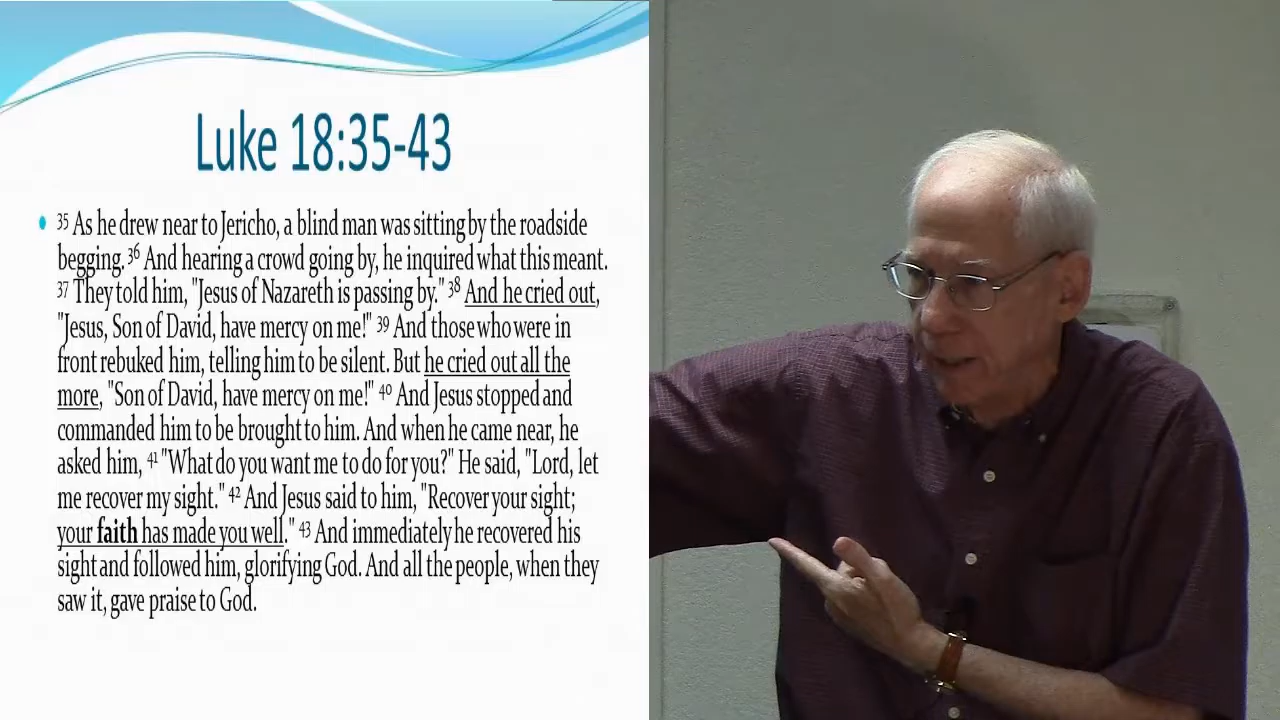 Luke 18:35-43
• ³⁵ As he drew near to Jericho, a blind man was sitting by the roadside
begging. ³⁶ And hearing a crowd going by, he inquired what this meant.
³⁷ They told him, "Jesus of Nazareth is passing by." ³⁸ And he cried out,
"Jesus, Son of David, have mercy on me!" ³⁹ And those who were in
front rebuked him, telling him to be silent. But he cried out all the
more, "Son of David, have mercy on me!" ⁴⁰ And Jesus stopped and
commanded him to be brought to him. And when he came near, he
asked him, ⁴¹ "What do you want me to do for you?" He said, "Lord, let
me recover my sight." ⁴² And Jesus said to him, "Recover your sight;
your faith has made you well." ⁴³ And immediately he recovered his
sight and followed him, glorifying God. And all the people, when they
saw it, gave praise to God.